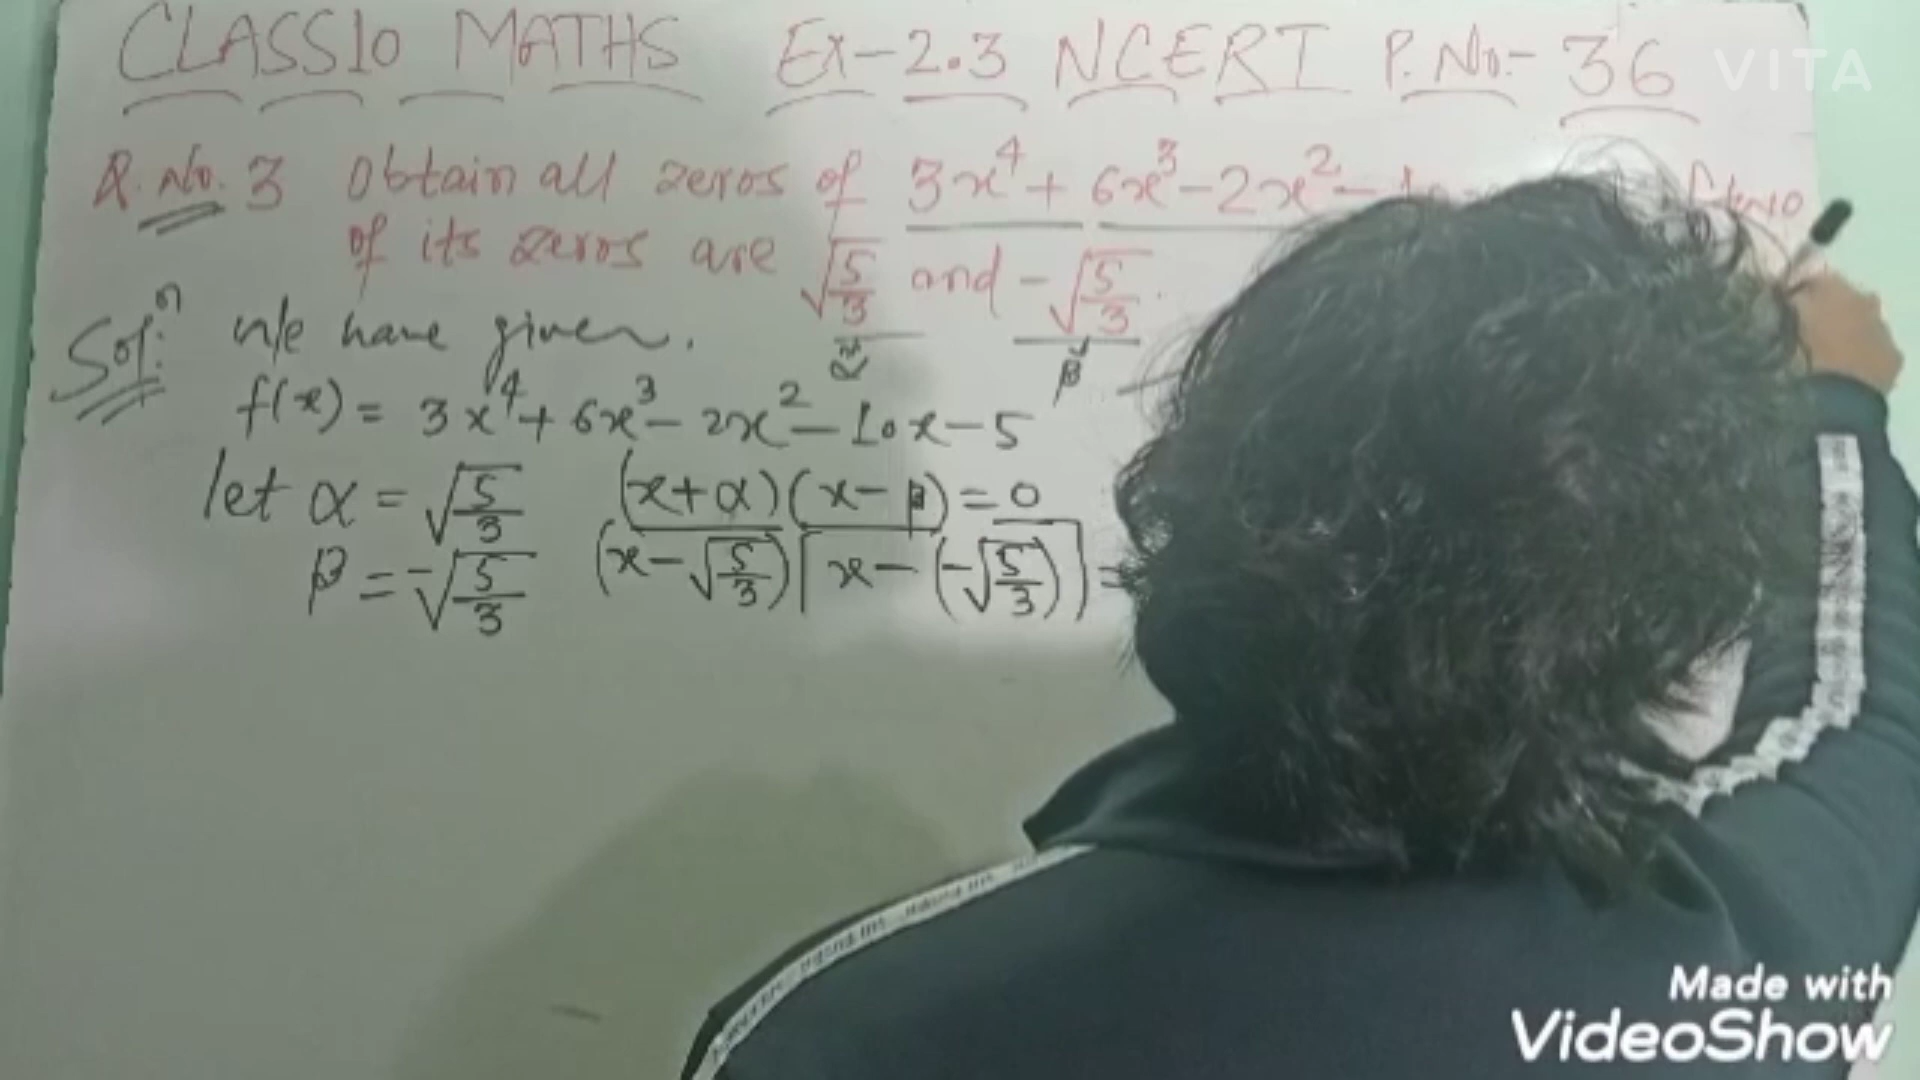 CLASS10 MATHS Ex-2.3 NCERT P.No:- 36
VITA
Q.No. 3 Obtain all zeros of 3x⁴+ 6x³-2x²-
of its zeros are √5/3 and -√5/3.
Sol:ⁿ We have given.
α β
f(x) = 3x⁴+ 6x³- 2x²- 10x-5
let α = √5/3 (x+α)(x-β)=0
β = -√5/3 (x-√5/3)[x-(-√5/3)]=
Made with
VideoShow